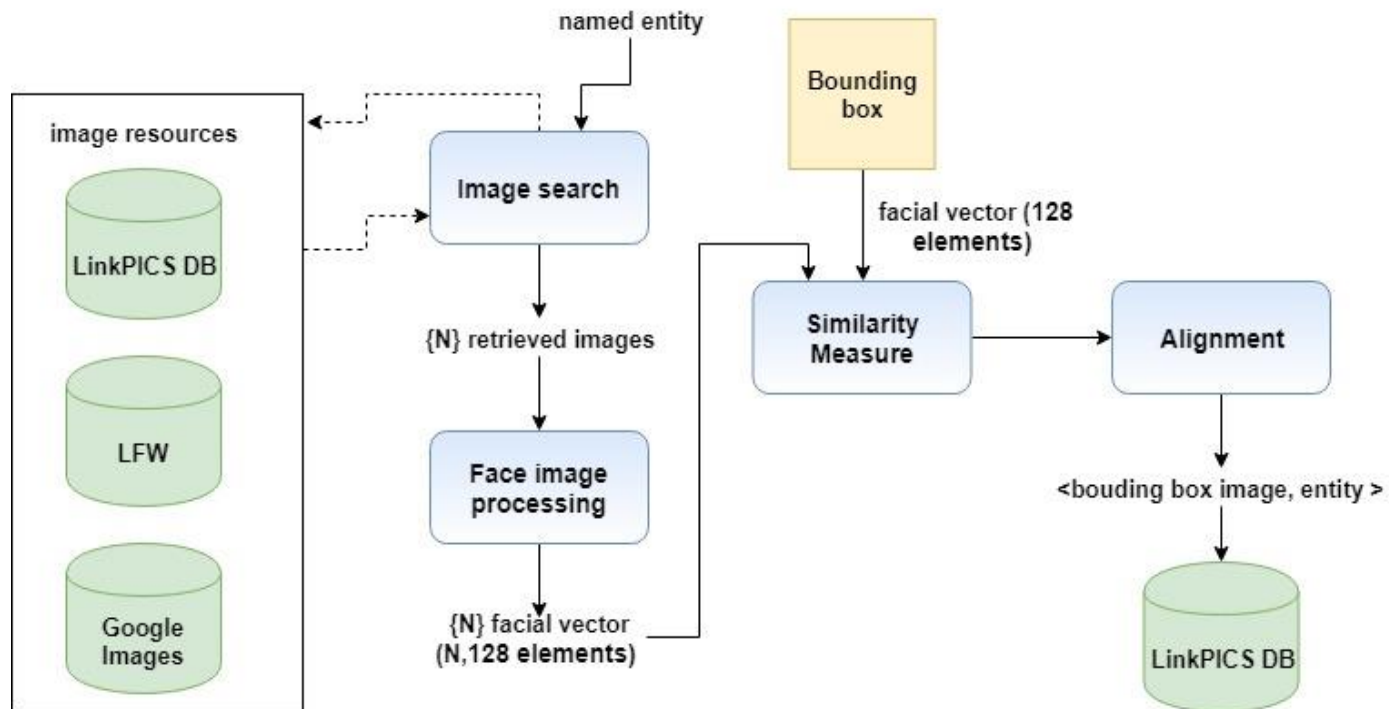 named entity
image resources
LinkPICS DB
LFW
Google
Images
Image search
{N} retrieved images
Face image
processing
{N} facial vector
(N,128 elements)
Bounding
box
facial vector (128
elements)
Similarity
Measure
Alignment
<bouding box image, entity >
LinkPICS DB